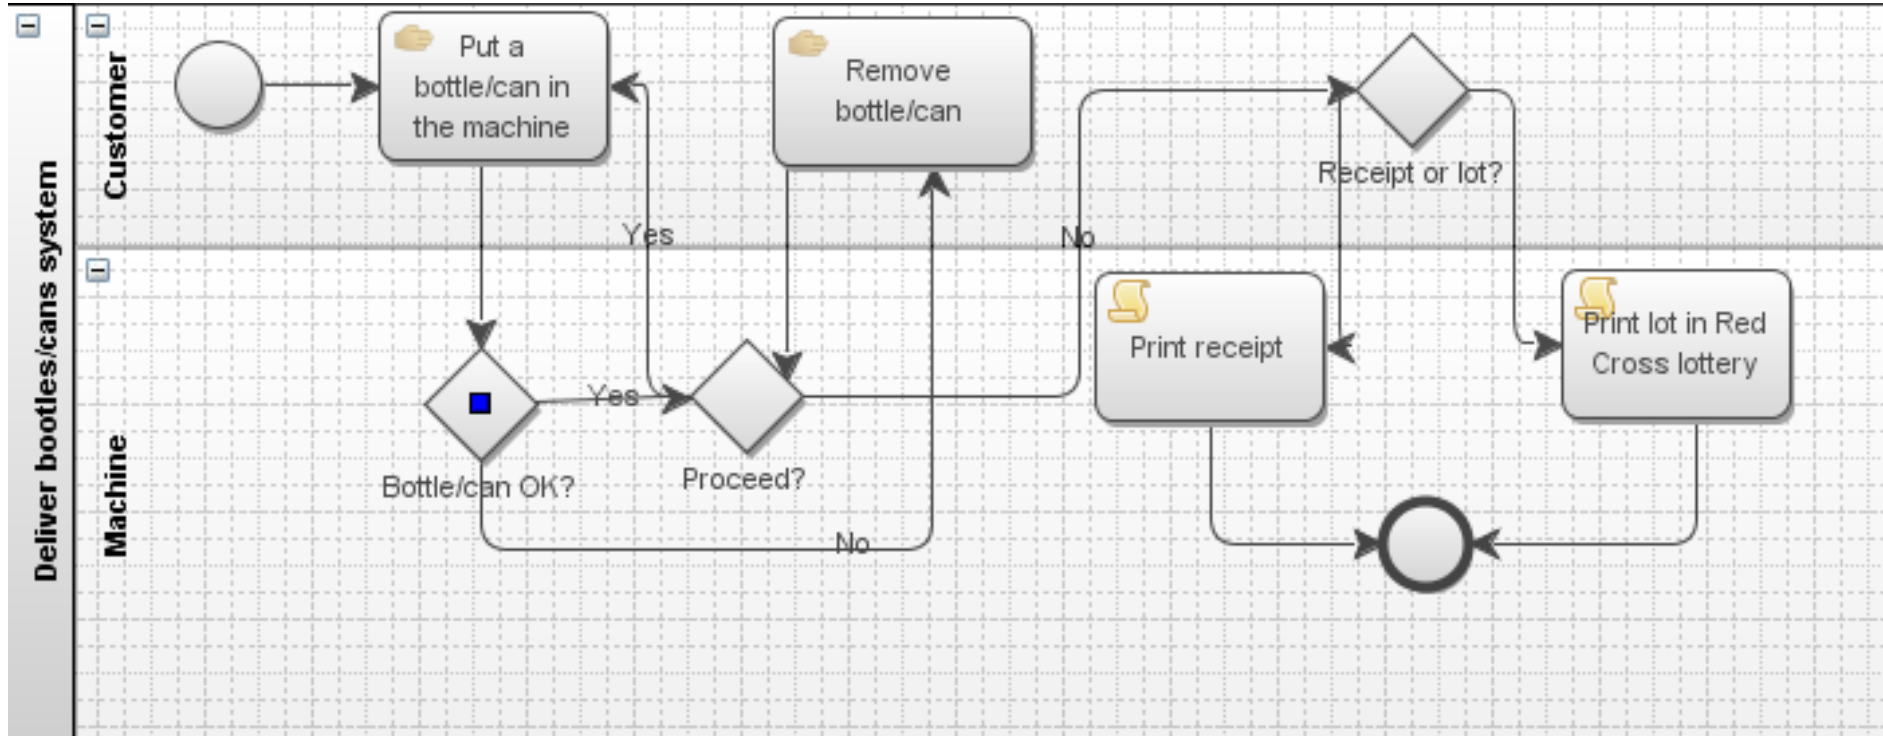 Deliver bootles/cans system
Customer
Machine
Put a
bottle/can in
the machine
Remove
bottle/can
Receipt or lot?
Yes
No
Print receipt
Print lot in Red
Cross lottery
Yes
Bottle/can OK?
Proceed?
No